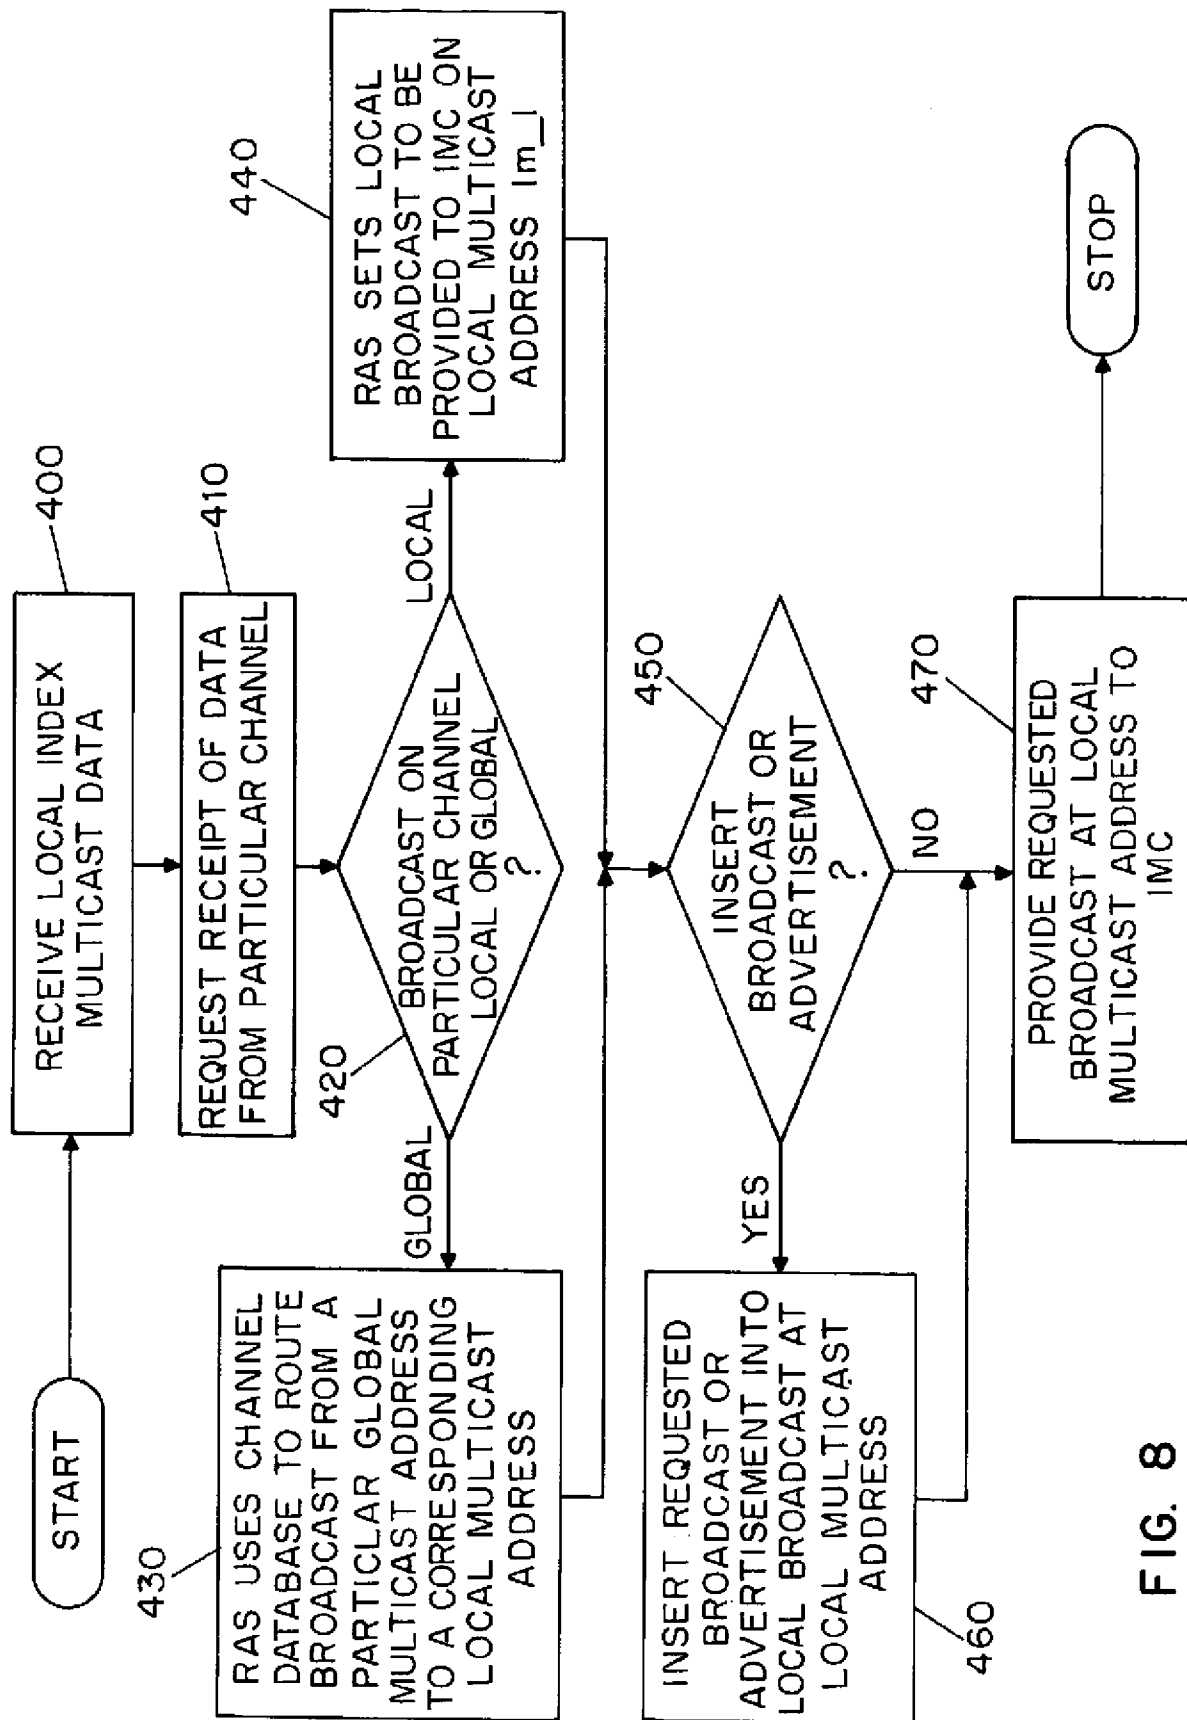 START
400
RECEIVE LOCAL INDEX
MULTICAST DATA
410
REQUEST RECEIPT OF DATA
FROM PARTICULAR CHANNEL
420
BROADCAST ON
PARTICULAR CHANNEL
LOCAL OR GLOBAL
?
GLOBAL
LOCAL
430
RAS USES CHANNEL
DATABASE TO ROUTE
BROADCAST FROM A
PARTICLAR GLOBAL
MULTICAST ADDRESS
TO A CORRESPONDING
LOCAL MULTICAST
ADDRESS
440
RAS SETS LOCAL
BROADCAST TO BE
PROVIDED TO IMC ON
LOCAL MULTICAST
ADDRESS Im_l
450
INSERT
BROADCAST OR
ADVERTISEMENT
?
YES
NO
INSERT REQUESTED
BROADCAST OR
ADVERTISEMENT INTO
LOCAL BROADCAST AT
LOCAL MULTICAST
ADDRESS
460
470
PROVIDE REQUESTED
BROADCAST AT LOCAL
MULTICAST ADDRESS TO
IMC
STOP
FIG. 8